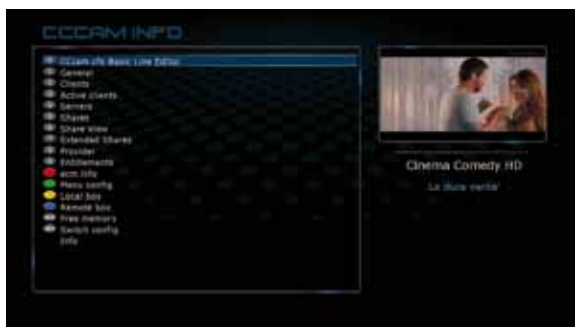 CCCAM INFO
CCcam.cfg Basic Line Editor
General
Clients
Active clients
Servers
Shares
Share View
Extended Shares
Provider
Entitlements
ecm info
Menu config
Local box
Remote box
Free memory
Switch config
Info
Cinema Comedy HD
La dura verita'